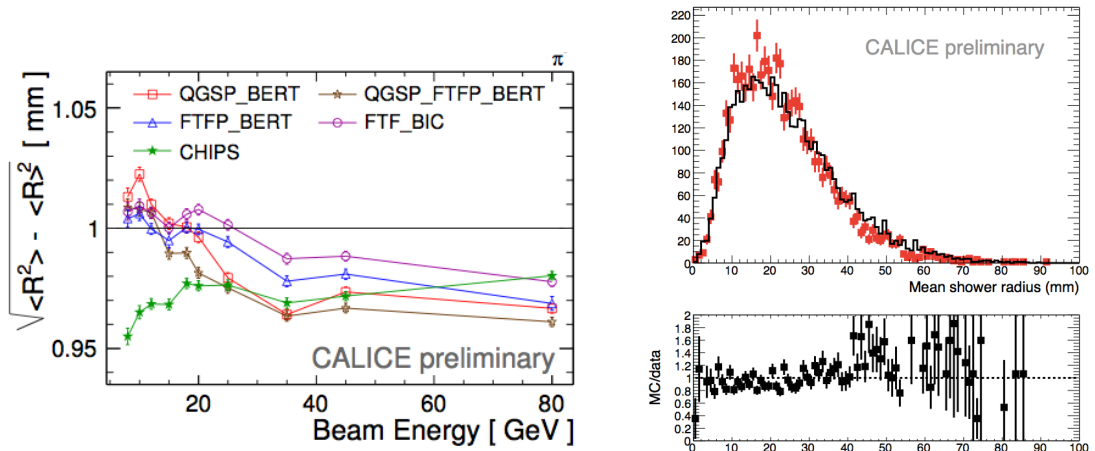 π⁻
√<R²> - <R>² [ mm ]
1.05
1
0.95
QGSP_BERT
QGSP_FTFP_BERT
FTFP_BERT
FTF_BIC
CHIPS
CALICE preliminary
20 40 60 80
Beam Energy [ GeV ]
220
200
180
160
140
120
100
80
60
40
20
0
CALICE preliminary
0 10 20 30 40 50 60 70 80 90 100
Mean shower radius (mm)
MC/data
2
1.8
1.6
1.4
1.2
1
0.8
0.6
0.4
0.2
0
0 10 20 30 40 50 60 70 80 90 100